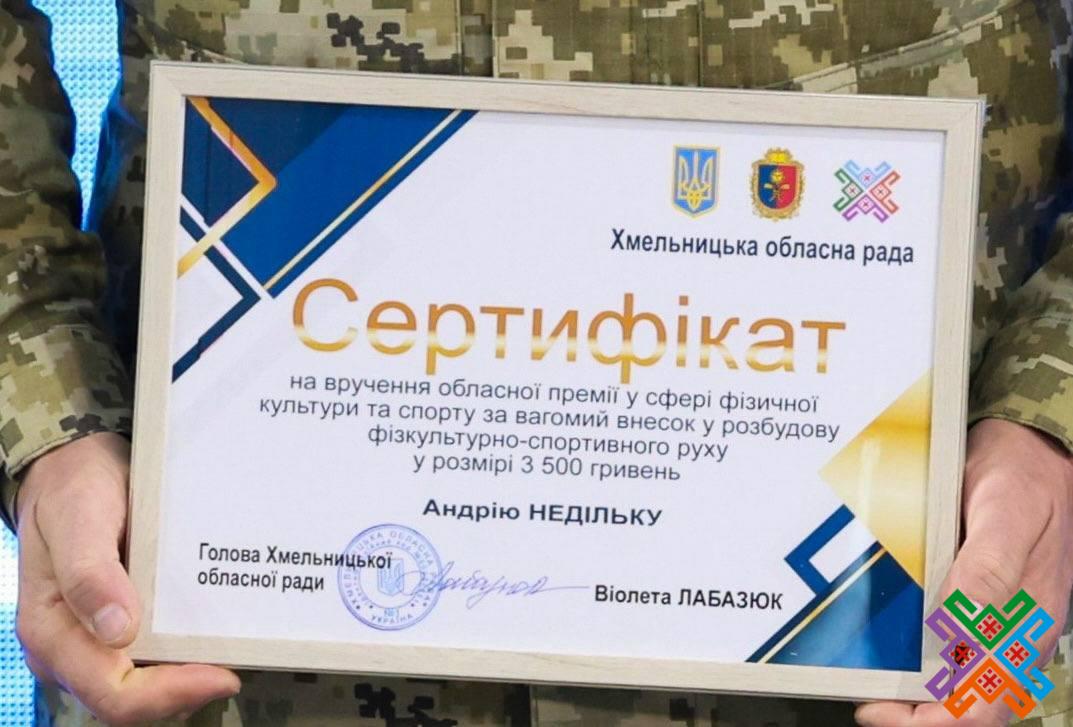 Хмельницька обласна рада
Сертифікат
на вручення обласної премії у сфері фізичної
культури та спорту за вагомий внесок у розбудову
фізкультурно-спортивного руху
у розмірі 3 500 гривень
Андрію НЕДІЛЬКУ
Голова Хмельницької
обласної ради
Віолета ЛАБАЗЮК
УКРАЇНА